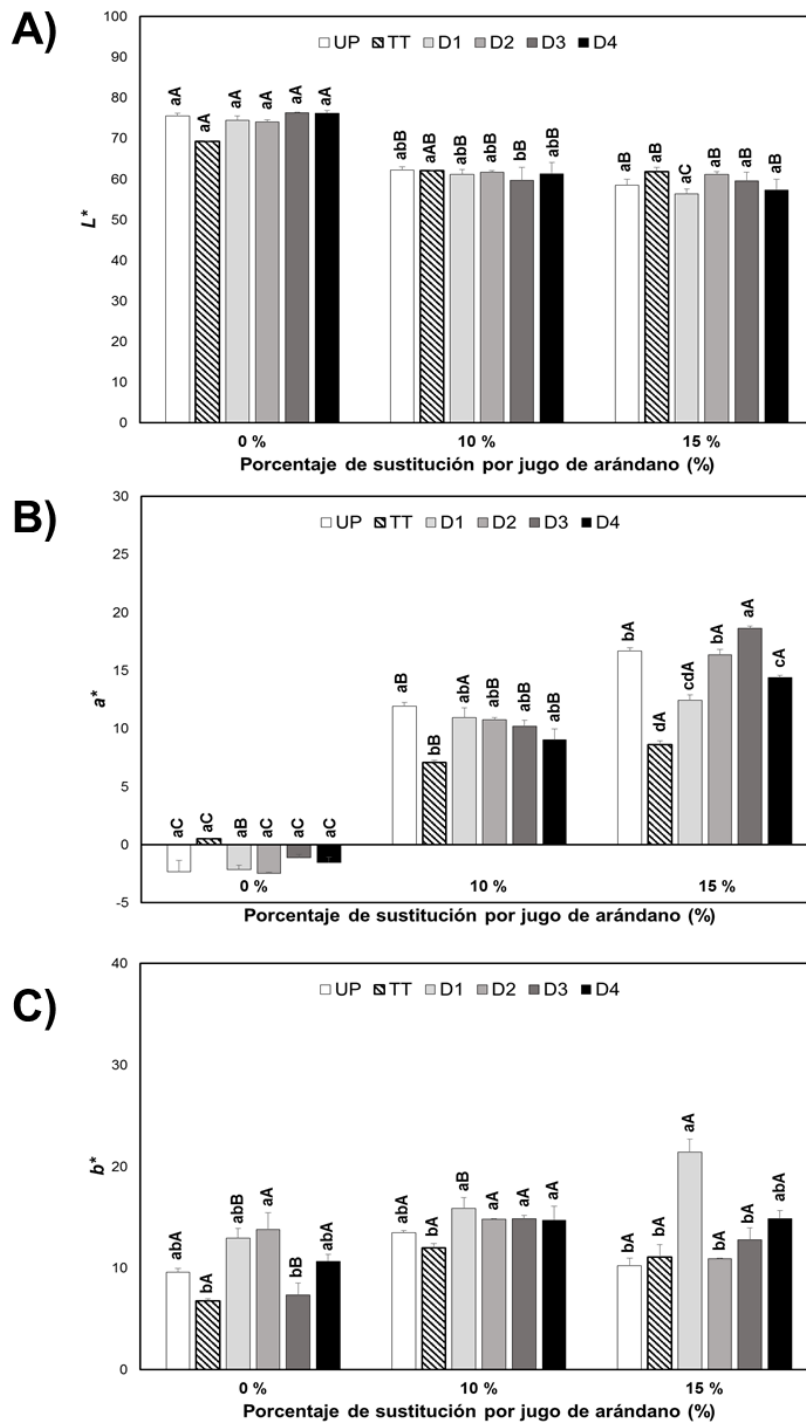 A)
100
90
80
70
60
50
40
30
20
10
0
L*
UP TT D1 D2 D3 D4
aA aA aA aA aA aA
abB aAB abB abB bB abB
aB aB aC aB aB aB
0 % 10 % 15 %
Porcentaje de sustitución por jugo de arándano (%)
B)
30
25
20
15
10
5
0
-5
a*
UP TT D1 D2 D3 D4
aC aC aB aC aC aC
aB bB abA abB abB abB
bA dA cdA bA aA cA
0 % 10 % 15 %
Porcentaje de sustitución por jugo de arándano (%)
C)
40
30
20
10
0
b*
UP TT D1 D2 D3 D4
abA bA abB aA bB abA
abA bA aB aA aA aA
bA bA aA bA bA abA
0 % 10 % 15 %
Porcentaje de sustitución por jugo de arándano (%)